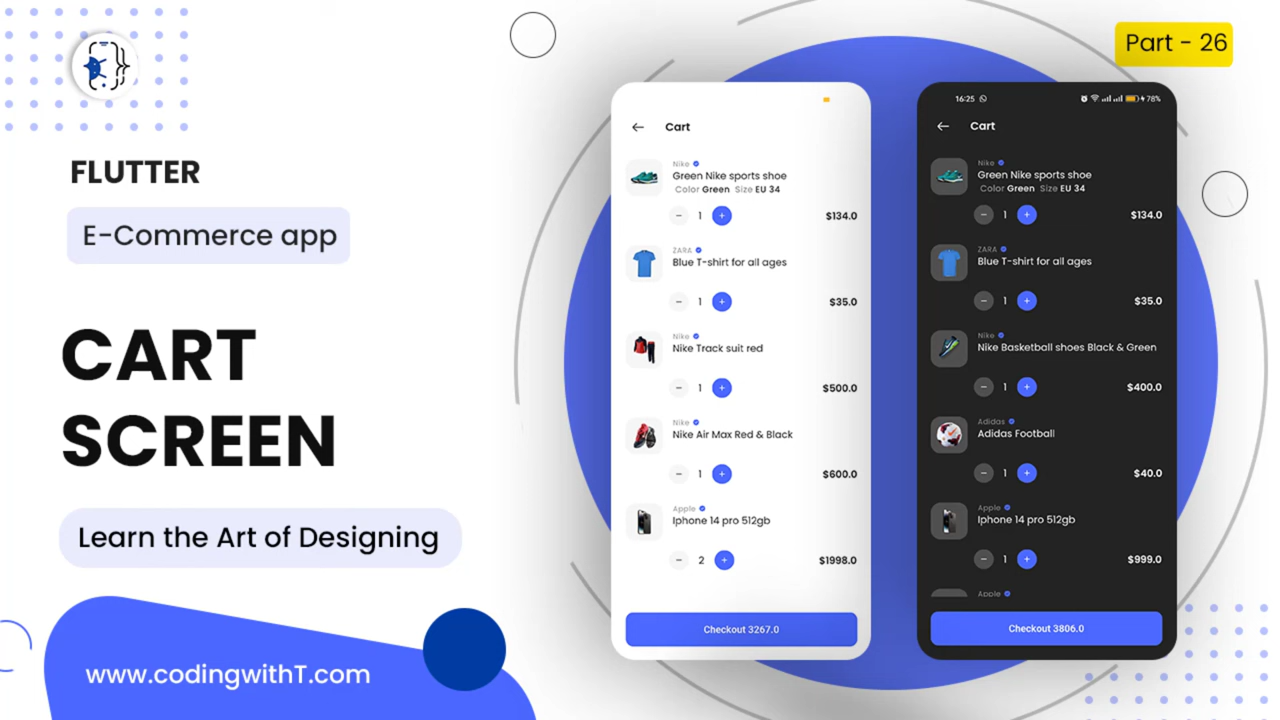 Part - 26
FLUTTER
E-Commerce app
CART
SCREEN
Learn the Art of Designing
www.codingwithT.com
Cart
Nike
Green Nike sports shoe
Color Green Size EU 34
1
$134.0
ZARA
Blue T-shirt for all ages
1
$35.0
Nike
Nike Track suit red
1
$500.0
Nike
Nike Air Max Red & Black
1
$600.0
Apple
Iphone 14 pro 512gb
2
$1998.0
Checkout 3267.0
16:25
78%
Cart
Nike
Green Nike sports shoe
Color Green Size EU 34
1
$134.0
ZARA
Blue T-shirt for all ages
1
$35.0
Nike
Nike Basketball shoes Black & Green
1
$400.0
Adidas
Adidas Football
1
$40.0
Apple
Iphone 14 pro 512gb
1
$999.0
Apple
Checkout 3806.0